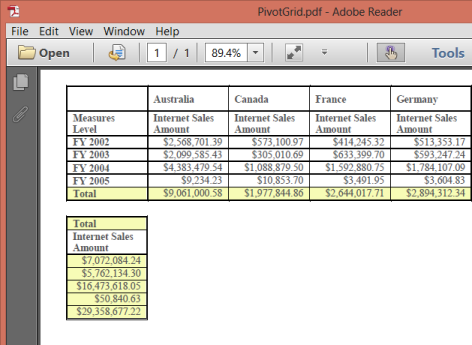 PivotGrid.pdf - Adobe Reader
File Edit View Window Help
Open 1 / 1 89.4% Tools
Australia Canada France Germany
Measures Level Internet Sales Amount Internet Sales Amount Internet Sales Amount Internet Sales Amount
FY 2002 $2,568,701.39 $573,100.97 $414,245.32 $513,353.17
FY 2003 $2,099,585.43 $305,010.69 $633,399.70 $593,247.24
FY 2004 $4,383,479.54 $1,088,879.50 $1,592,880.75 $1,784,107.09
FY 2005 $9,234.23 $10,853.70 $3,491.95 $3,604.83
Total $9,061,000.58 $1,977,844.86 $2,644,017.71 $2,894,312.34
Total
Internet Sales
Amount
$7,072,084.24
$5,762,134.30
$16,473,618.05
$50,840.63
$29,358,677.22